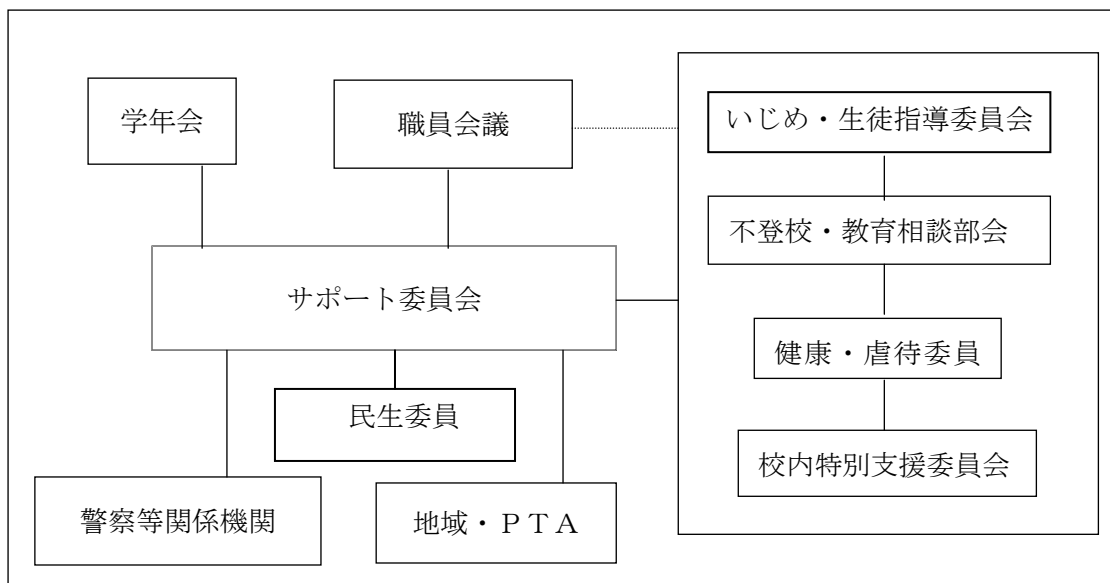 学年会
職員会議
いじめ・生徒指導委員会
不登校・教育相談部会
サポート委員会
健康・虐待委員
民生委員
校内特別支援委員会
警察等関係機関
地域・ＰＴＡ